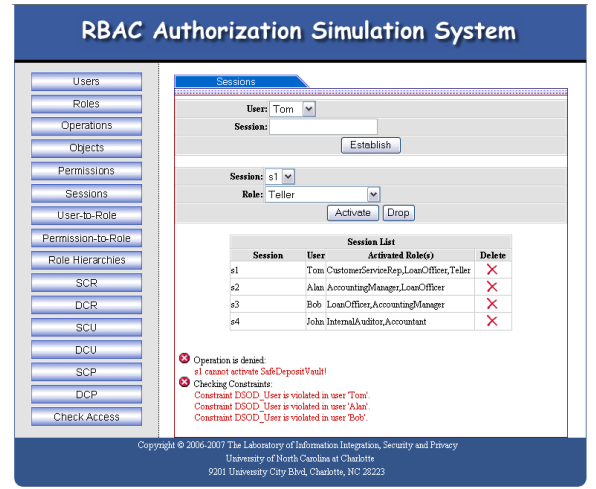 RBAC Authorization Simulation System
Users
Roles
Operations
Objects
Permissions
Sessions
User-to-Role
Permission-to-Role
Role Hierarchies
SCR
DCR
SCU
DCU
SCP
DCP
Check Access
Sessions
User: Tom
Session:
Establish
Session: s1
Role: Teller
Activate Drop
Session List
Session User Activated Role(s) Delete
s1 Tom CustomerServiceRep,LoanOfficer,Teller
s2 Alan AccountingManager,LoanOfficer
s3 Bob LoanOfficer,AccountingManager
s4 John InternalAuditor,Accountant
Operation is denied:
s1 cannot activate SafeDepositVault!
Checking Constraints:
Constraint DSOD_User is violated in user 'Tom'.
Constraint DSOD_User is violated in user 'Alan'.
Constraint DSOD_User is violated in user 'Bob'.
Copyright © 2006-2007 The Laboratory of Information Integration, Security and Privacy
University of North Carolina at Charlotte
9201 University City Blvd, Charlotte, NC 28223